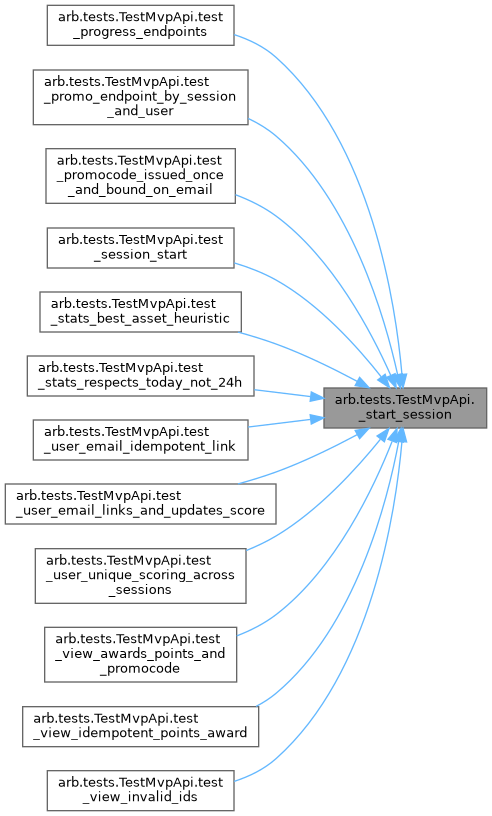 arb.tests.TestMvpApi.test
_progress_endpoints
arb.tests.TestMvpApi.test
_promo_endpoint_by_session
_and_user
arb.tests.TestMvpApi.test
_promocode_issued_once
_and_bound_on_email
arb.tests.TestMvpApi.test
_session_start
arb.tests.TestMvpApi.test
_stats_best_asset_heuristic
arb.tests.TestMvpApi.test
_stats_respects_today_not_24h
arb.tests.TestMvpApi.
_start_session
arb.tests.TestMvpApi.test
_user_email_idempotent_link
arb.tests.TestMvpApi.test
_user_email_links_and_updates_score
arb.tests.TestMvpApi.test
_user_unique_scoring_across
_sessions
arb.tests.TestMvpApi.test
_view_awards_points_and
_promocode
arb.tests.TestMvpApi.test
_view_idempotent_points_award
arb.tests.TestMvpApi.test
_view_invalid_ids